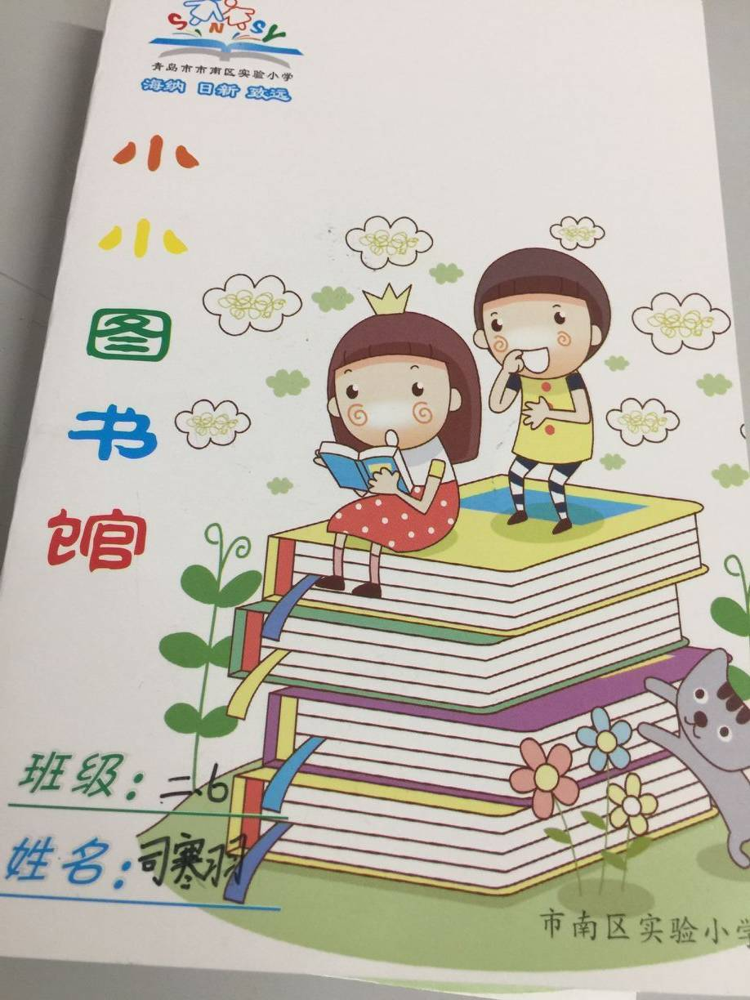 SNSY
青岛市市南区实验小学
海纳 日新 致远
小小图书馆
班级：二.6
姓名：司寒羽
市南区实验小学